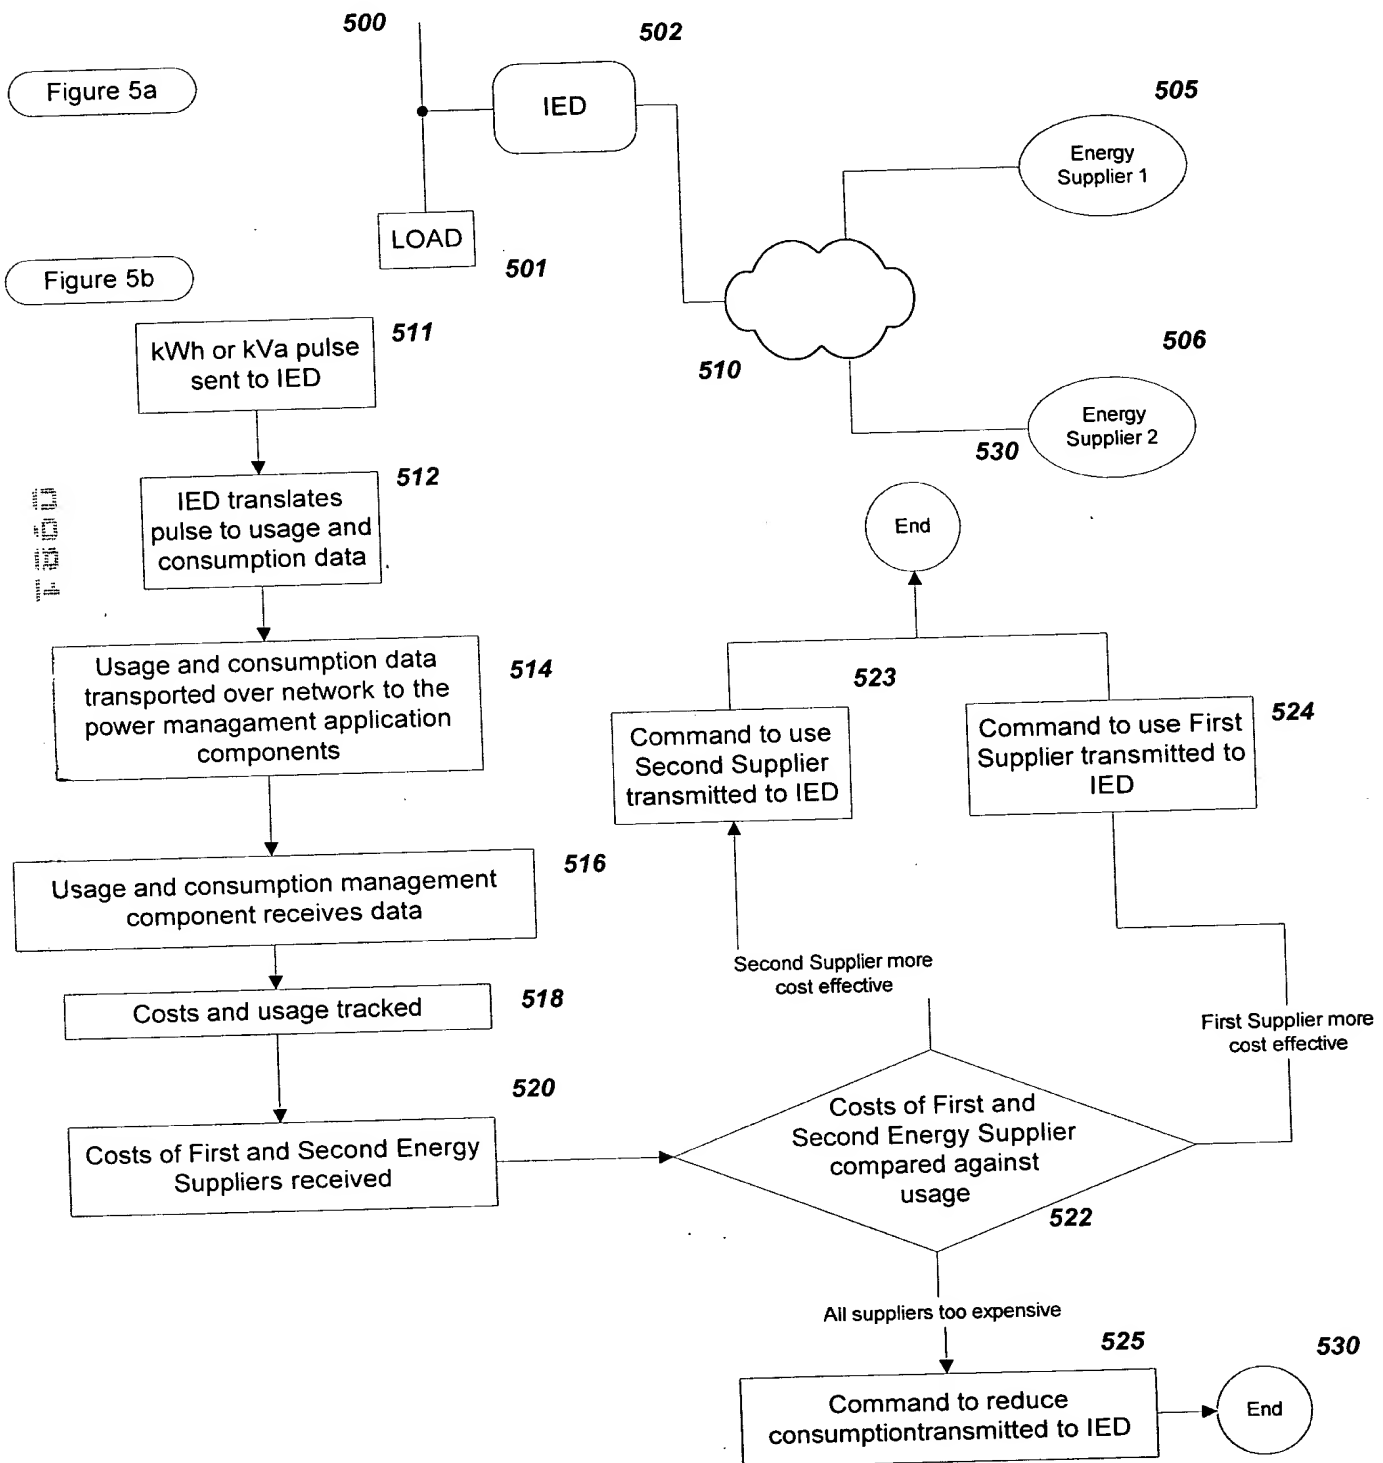 500
502
Figure 5a
IED
505
Energy
Supplier 1
LOAD
501
Figure 5b
510
506
Energy
Supplier 2
530
kWh or kVa pulse
sent to IED
511
IED translates
pulse to usage and
consumption data
512
Usage and consumption data
transported over network to the
power managament application
components
514
Usage and consumption management
component receives data
516
Costs and usage tracked
518
Costs of First and Second Energy
Suppliers received
520
End
523
Command to use
Second Supplier
transmitted to IED
Command to use First
Supplier transmitted to
IED
524
Second Supplier more
cost effective
First Supplier more
cost effective
Costs of First and
Second Energy Supplier
compared against
usage
522
All suppliers too expensive
525
Command to reduce
consumptiontransmitted to IED
530
End